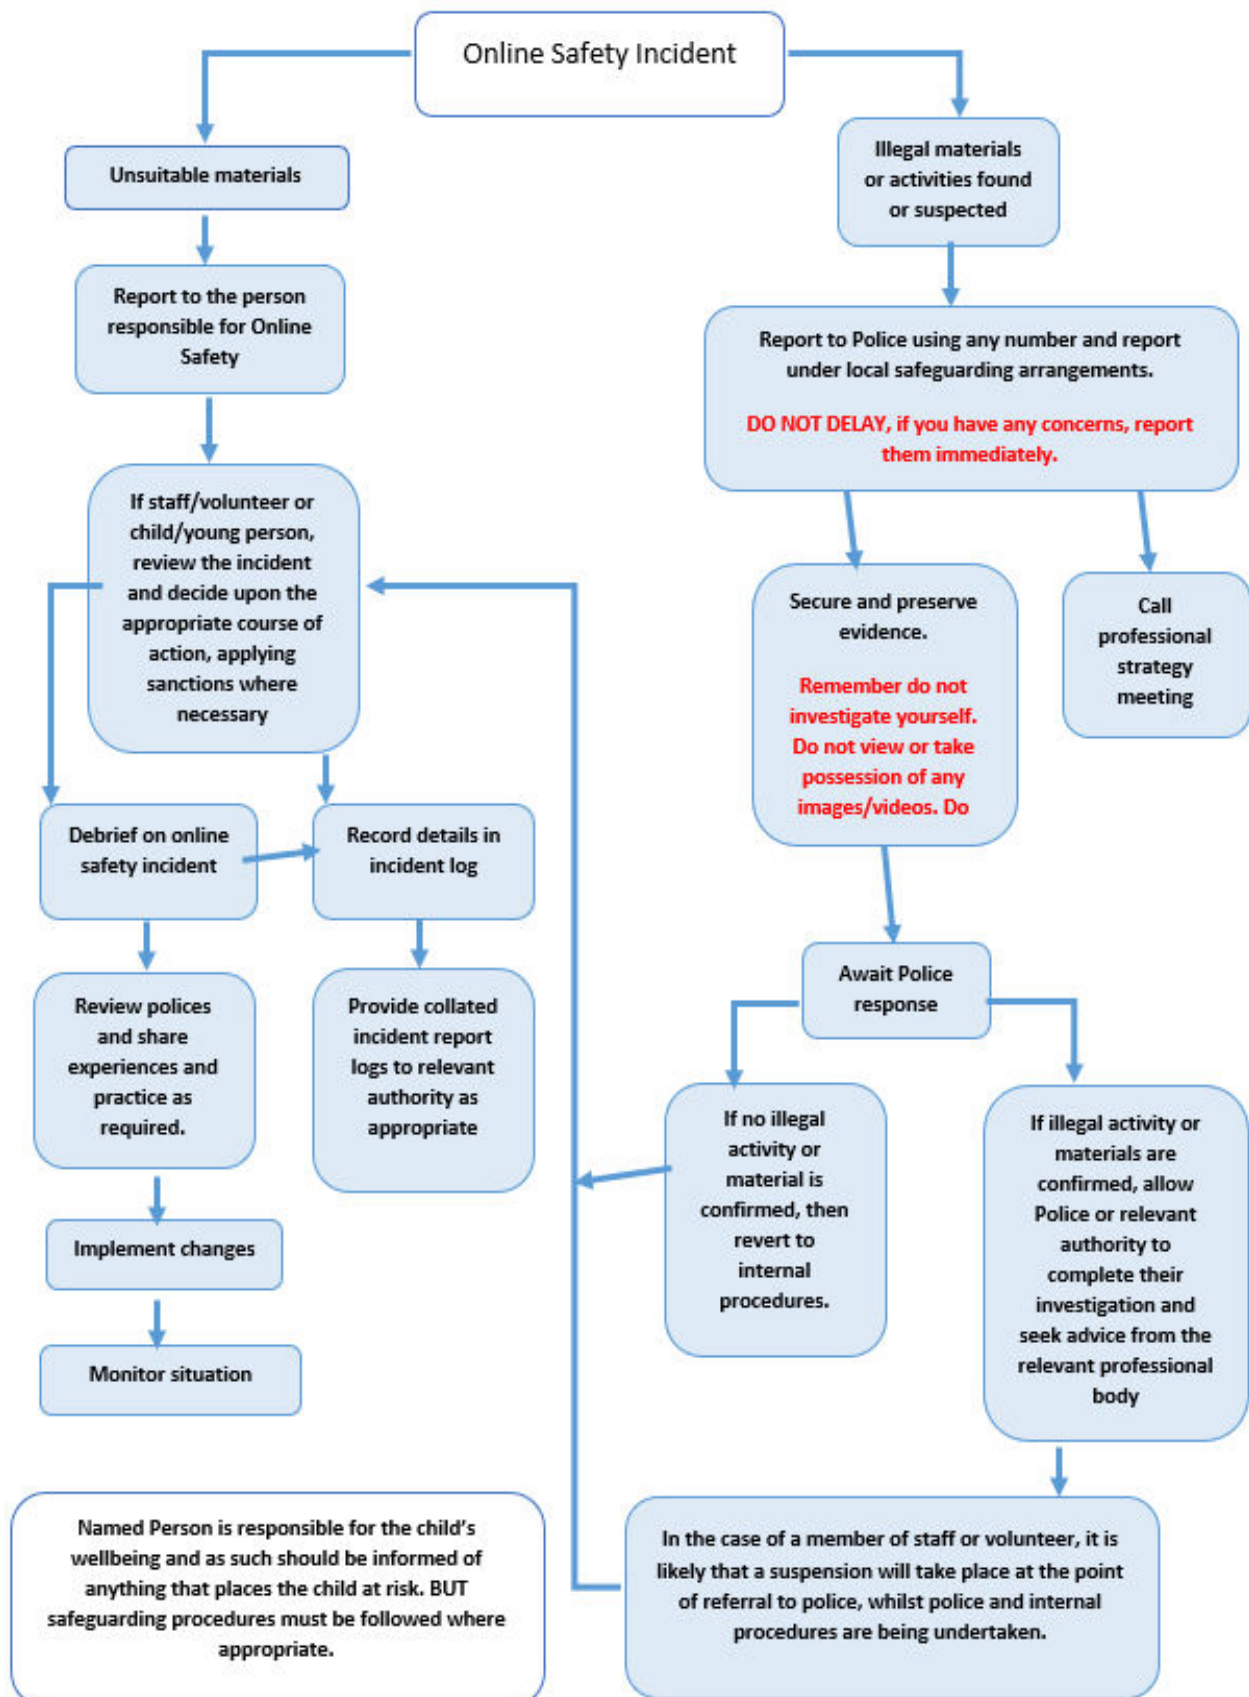 Online Safety Incident
Unsuitable materials
Report to the person
responsible for Online
Safety
If staff/volunteer or
child/young person,
review the incident
and decide upon the
appropriate course of
action, applying
sanctions where
necessary
Debrief on online
safety incident
Record details in
incident log
Review polices
and share
experiences and
practice as
required.
Provide collated
incident report
logs to relevant
authority as
appropriate
Implement changes
Monitor situation
Illegal materials
or activities found
or suspected
Report to Police using any number and report
under local safeguarding arrangements.
DO NOT DELAY, if you have any concerns, report
them immediately.
Secure and preserve
evidence.
Remember do not
investigate yourself.
Do not view or take
possession of any
images/videos. Do
Call
professional
strategy
meeting
Await Police
response
If no illegal
activity or
material is
confirmed, then
revert to
internal
procedures.
If illegal activity or
materials are
confirmed, allow
Police or relevant
authority to
complete their
investigation and
seek advice from the
relevant professional
body
In the case of a member of staff or volunteer, it is
likely that a suspension will take place at the point
of referral to police, whilst police and internal
procedures are being undertaken.
Named Person is responsible for the child's
wellbeing and as such should be informed of
anything that places the child at risk. BUT
safeguarding procedures must be followed where
appropriate.